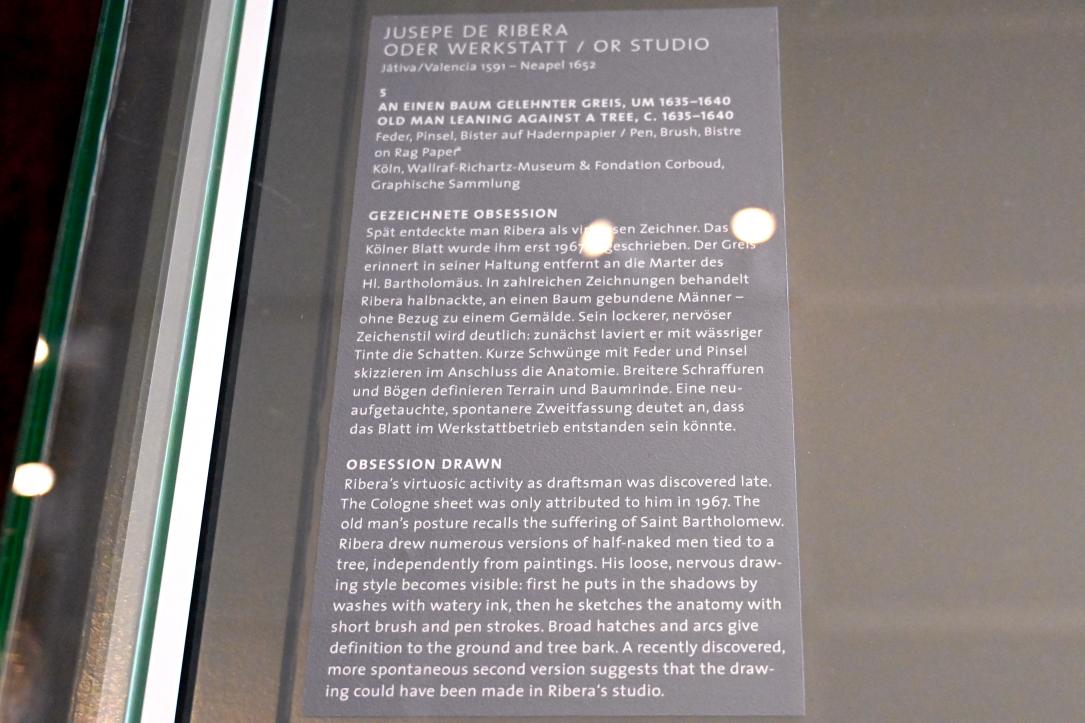 JUSEPE DE RIBERA
ODER WERKSTATT / OR STUDIO
Játiva/Valencia 1591 – Neapel 1652
5
AN EINEN BAUM GELEHNTER GREIS, UM 1635–1640
OLD MAN LEANING AGAINST A TREE, C. 1635–1640
Feder, Pinsel, Bister auf Hadernpapier / Pen, Brush, Bistre
on Rag Paper
Köln, Wallraf-Richartz-Museum & Fondation Corboud,
Graphische Sammlung
GEZEICHNETE OBSESSION
Spät entdeckte man Ribera als Zeichner. Das
Kölner Blatt wurde ihm erst 1967 Der Greis
erinnert in seiner Haltung entfernt an die Marter des
Hl. Bartholomäus. In zahlreichen Zeichnungen behandelt
Ribera halbnackte, an einen Baum gebundene Männer –
ohne Bezug zu einem Gemälde. Sein lockerer, nervöser
Zeichenstil wird deutlich: zunächst laviert er mit wässriger
Tinte die Schatten. Kurze Schwünge mit Feder und Pinsel
skizzieren im Anschluss die Anatomie. Breitere Schraffuren
und Bögen definieren Terrain und Baumrinde. Eine neu-
aufgetauchte, spontanere Zweitfassung deutet an, dass
das Blatt im Werkstattbetrieb entstanden sein könnte.
OBSESSION DRAWN
Ribera's virtuosic activity as draftsman was discovered late.
The Cologne sheet was only attributed to him in 1967. The
old man's posture recalls the suffering of Saint Bartholomew.
Ribera drew numerous versions of half-naked men tied to a
tree, independently from paintings. His loose, nervous draw-
ing style becomes visible: first he puts in the shadows by
washes with watery ink, then he sketches the anatomy with
short brush and pen strokes. Broad hatches and arcs give
definition to the ground and tree bark. A recently discovered,
more spontaneous second version suggests that the draw-
ing could have been made in Ribera's studio.